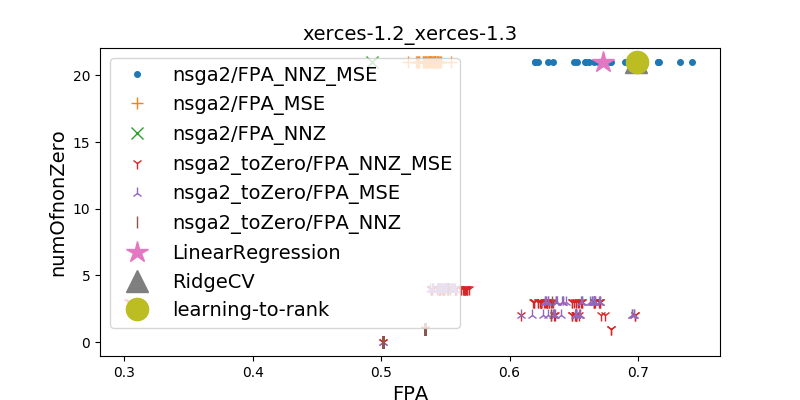 xerces-1.2_xerces-1.3
numOfnonZero
20
15
10
5
0
nsga2/FPA_NNZ_MSE
nsga2/FPA_MSE
nsga2/FPA_NNZ
nsga2_toZero/FPA_NNZ_MSE
nsga2_toZero/FPA_MSE
nsga2_toZero/FPA_NNZ
LinearRegression
RidgeCV
learning-to-rank
0.3 0.4 0.5 0.6 0.7
FPA